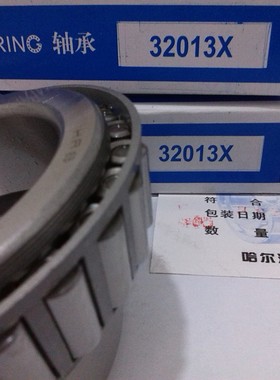 RING 轴承 32013X
32013X
符 合
包装日期
数 量
哈尔